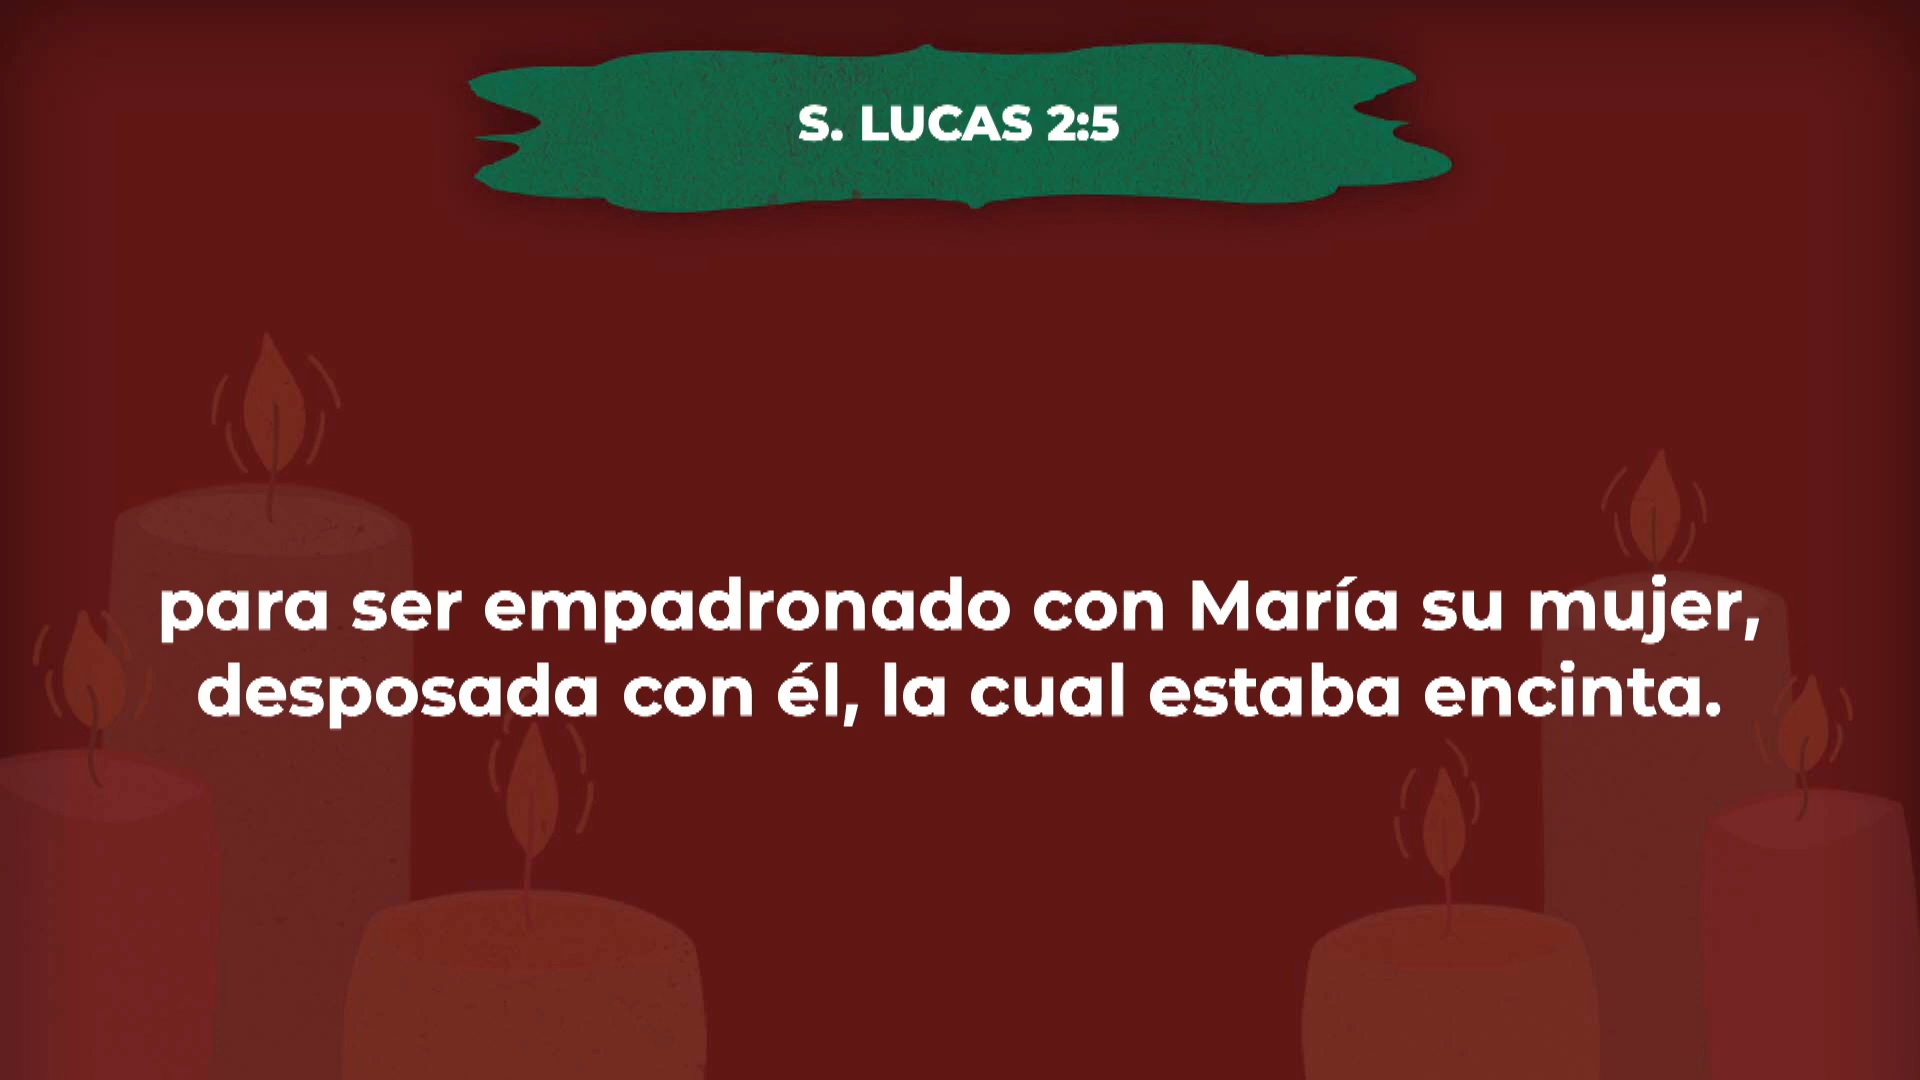 S. LUCAS 2:5
para ser empadronado con María su mujer,
desposada con él, la cual estaba encinta.